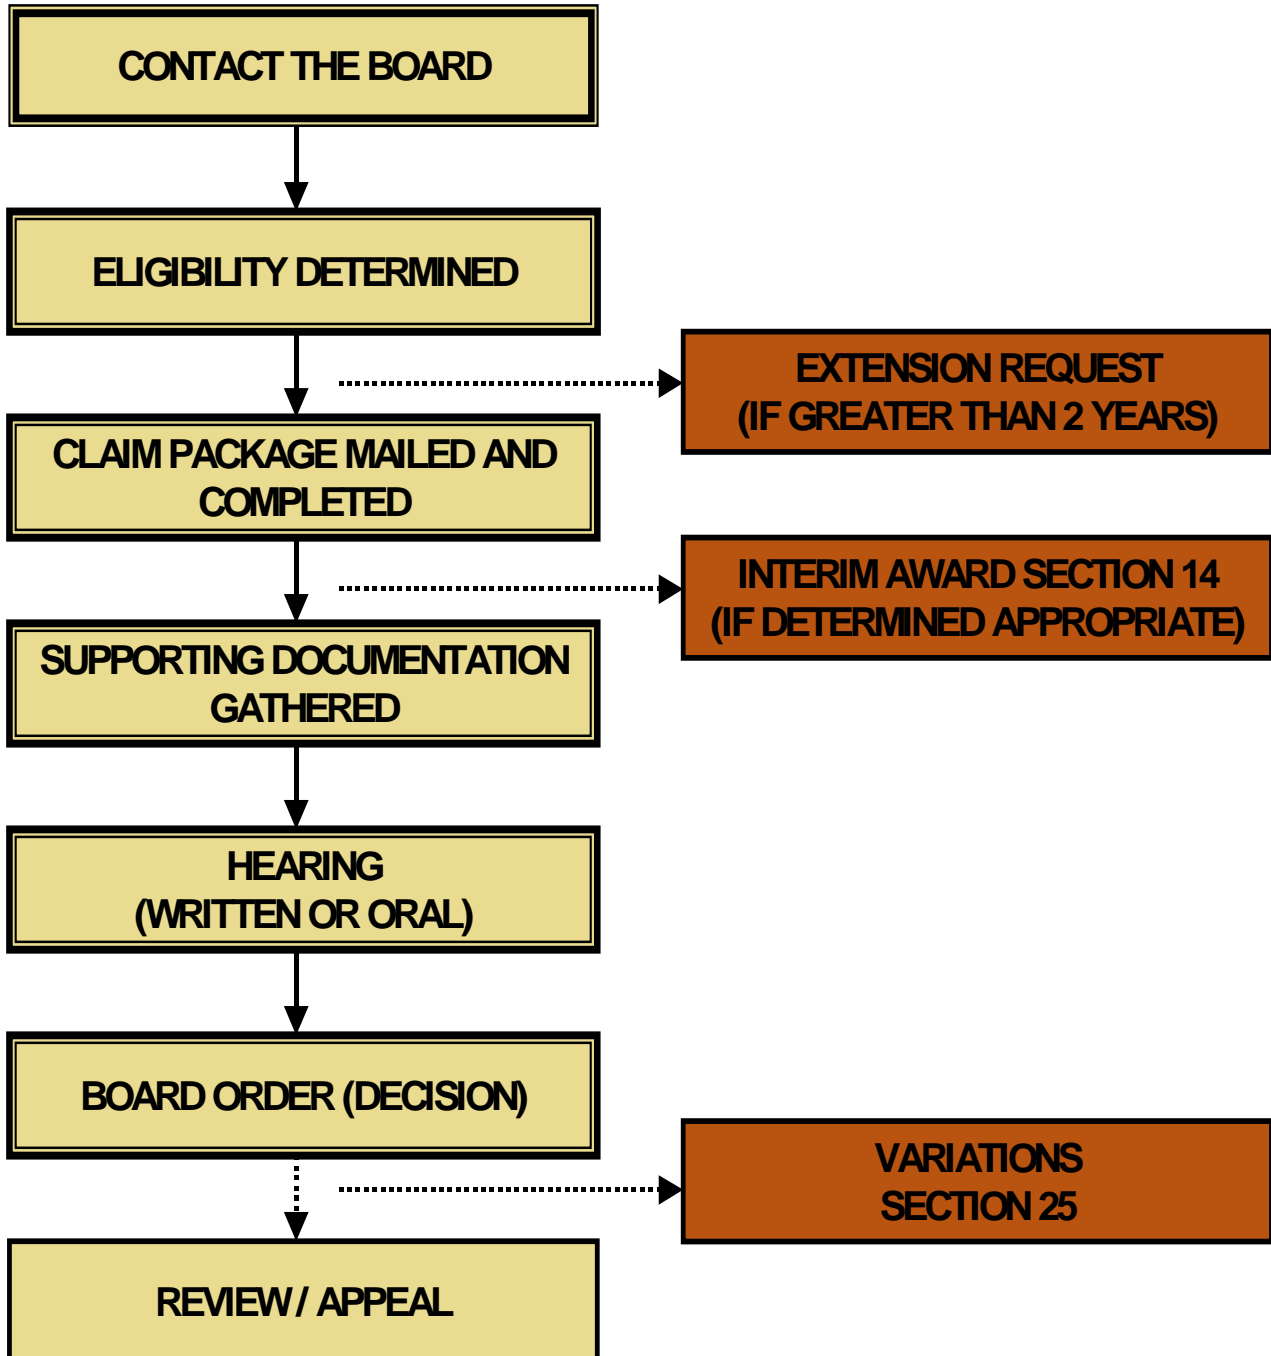 CONTACT THE BOARD
ELIGIBILITY DETERMINED
EXTENSION REQUEST
(IF GREATER THAN 2 YEARS)
CLAIM PACKAGE MAILED AND
COMPLETED
INTERIM AWARD SECTION 14
(IF DETERMINED APPROPRIATE)
SUPPORTING DOCUMENTATION
GATHERED
HEARING
(WRITTEN OR ORAL)
BOARD ORDER (DECISION)
VARIATIONS
SECTION 25
REVIEW / APPEAL